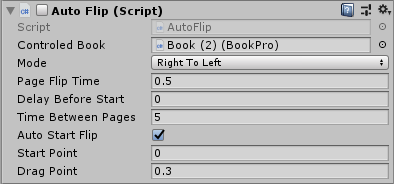 Auto Flip (Script)
Script AutoFlip
Controled Book Book (2) (BookPro)
Mode Right To Left
Page Flip Time 0.5
Delay Before Start 0
Time Between Pages 5
Auto Start Flip
Start Point 0
Drag Point 0.3